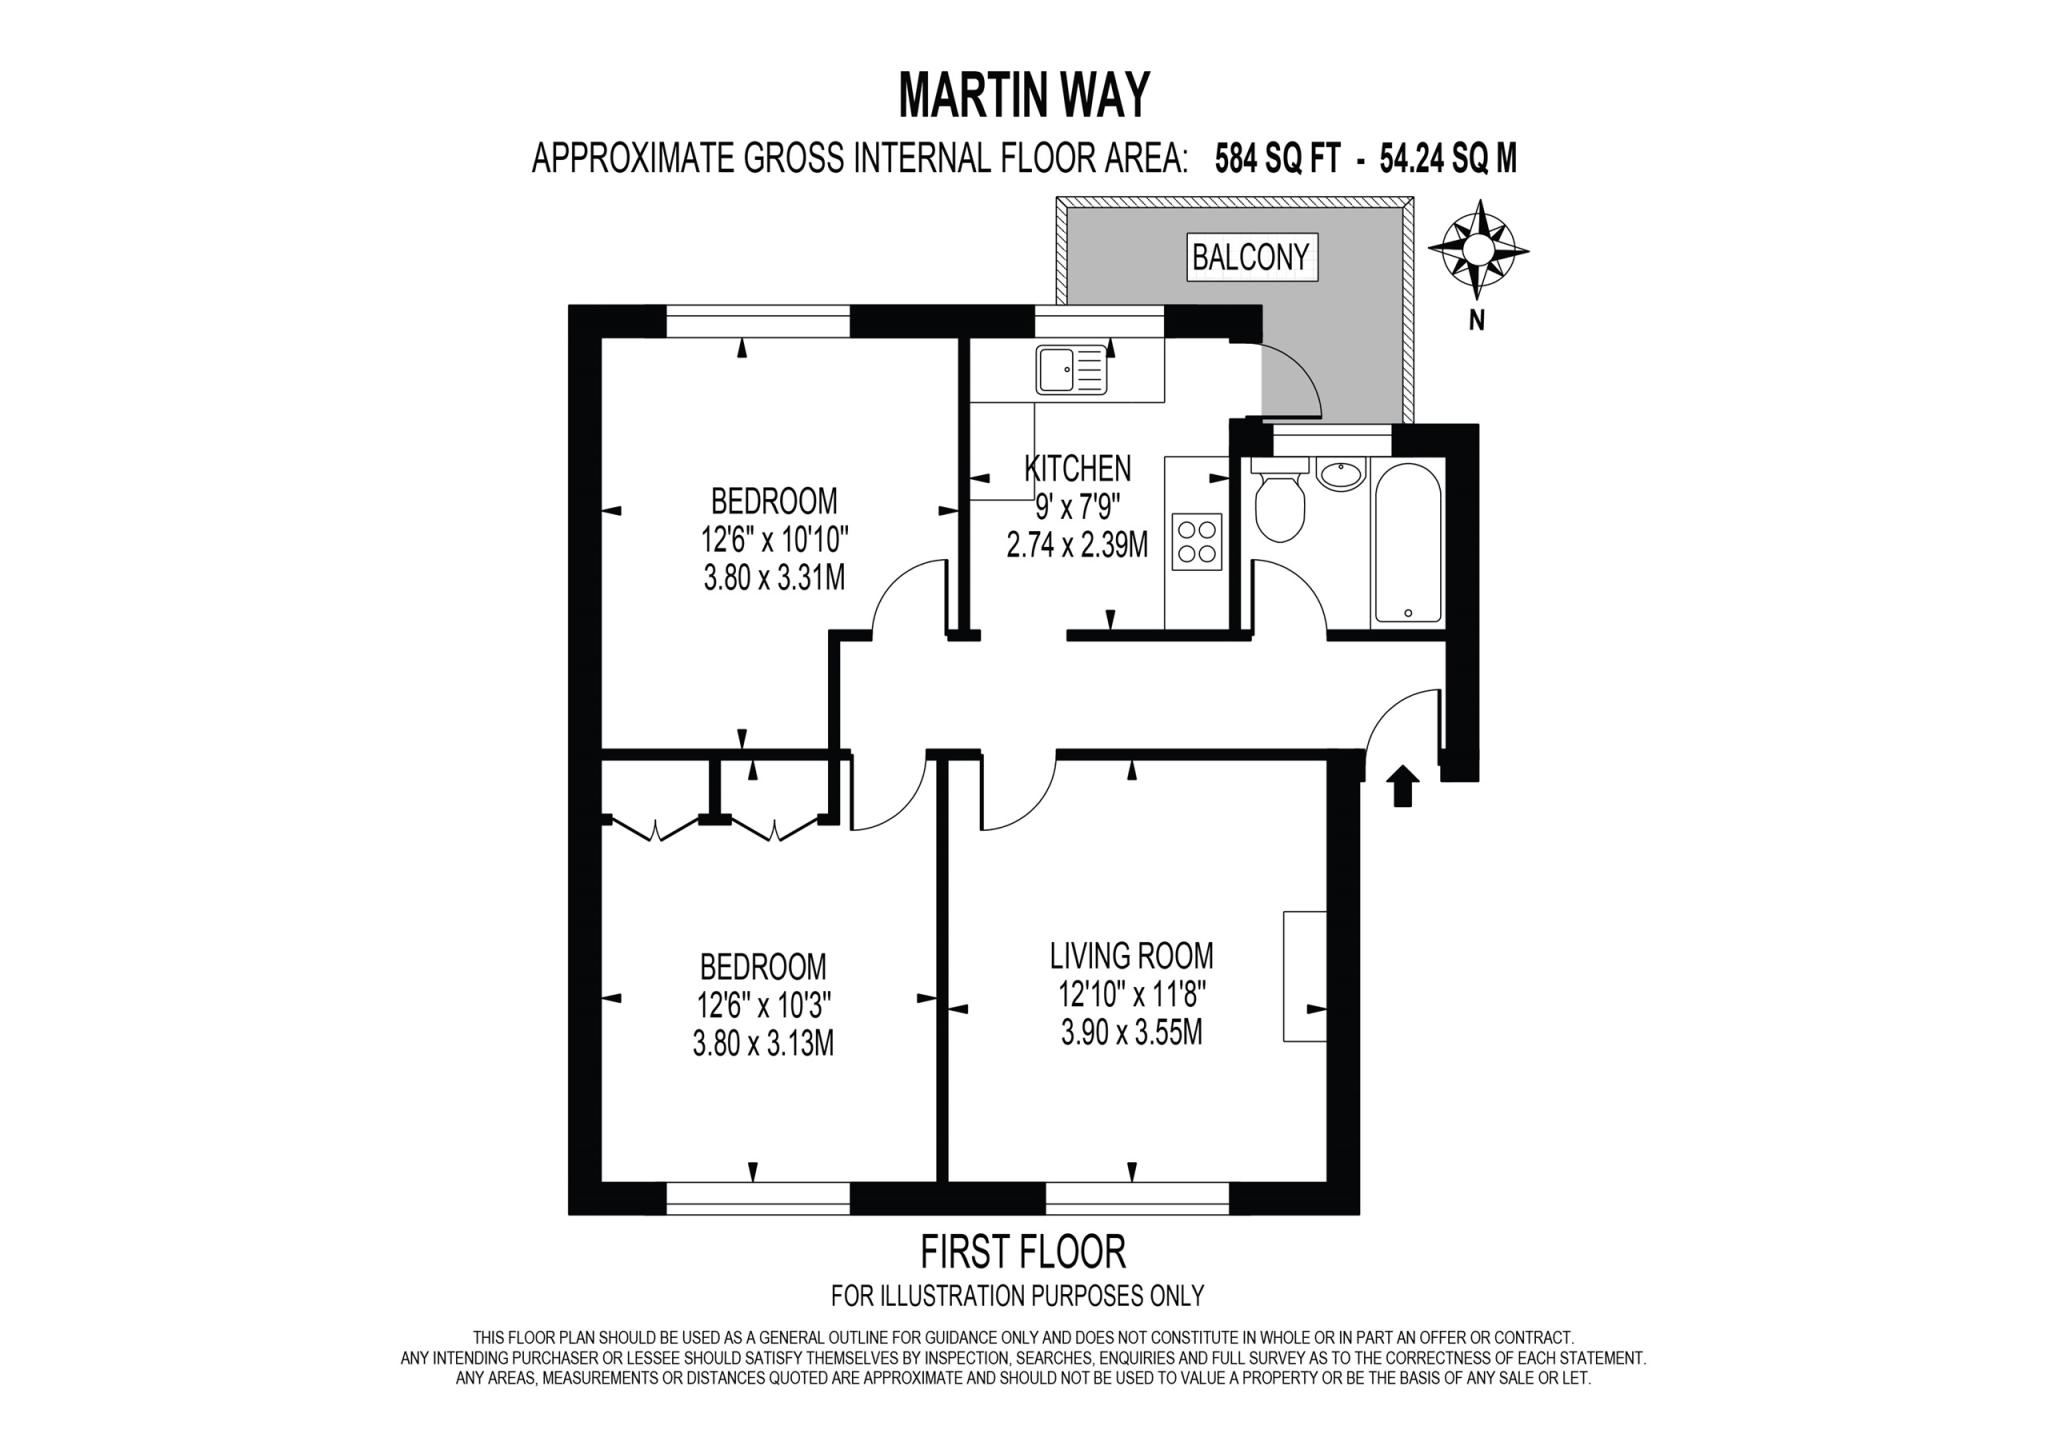 MARTIN WAY
APPROXIMATE GROSS INTERNAL FLOOR AREA: 584 SQ FT - 54.24 SQ M
BALCONY
N
KITCHEN
9' x 7'9"
2.74 x 2.39M
BEDROOM
12'6" x 10'10"
3.80 x 3.31M
BEDROOM
12'6" x 10'3"
3.80 x 3.13M
LIVING ROOM
12'10" x 11'8"
3.90 x 3.55M
FIRST FLOOR
FOR ILLUSTRATION PURPOSES ONLY
THIS FLOOR PLAN SHOULD BE USED AS A GENERAL OUTLINE FOR GUIDANCE ONLY AND DOES NOT CONSTITUTE IN WHOLE OR IN PART AN OFFER OR CONTRACT.
ANY INTENDING PURCHASER OR LESSEE SHOULD SATISFY THEMSELVES BY INSPECTION, SEARCHES, ENQUIRIES AND FULL SURVEY AS TO THE CORRECTNESS OF EACH STATEMENT.
ANY AREAS, MEASUREMENTS OR DISTANCES QUOTED ARE APPROXIMATE AND SHOULD NOT BE USED TO VALUE A PROPERTY OR BE THE BASIS OF ANY SALE OR LET.